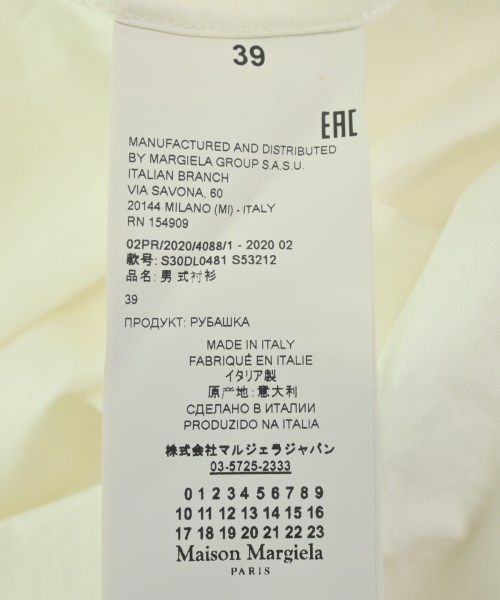 39
EAC
MANUFACTURED AND DISTRIBUTED
BY MARGIELA GROUP S.A.S.U.
ITALIAN BRANCH
VIA SAVONA, 60
20144 MILANO (MI) - ITALY
RN 154909
02PR/2020/4088/1 - 2020 02
款号: S30DL0481 S53212
品名: 男式衬衫
39
ПРОДУКТ: РУБАШКА
MADE IN ITALY
FABRIQUÉ EN ITALIE
イタリア製
原产地: 意大利
СДЕЛАНО В ИТАЛИИ
PRODUZIDO NA ITALIA
株式会社マルジェラジャパン
03-5725-2333
0 1 2 3 4 5 6 7 8 9
10 11 12 13 14 15 16
17 18 19 20 21 22 23
Maison Margiela
PARIS